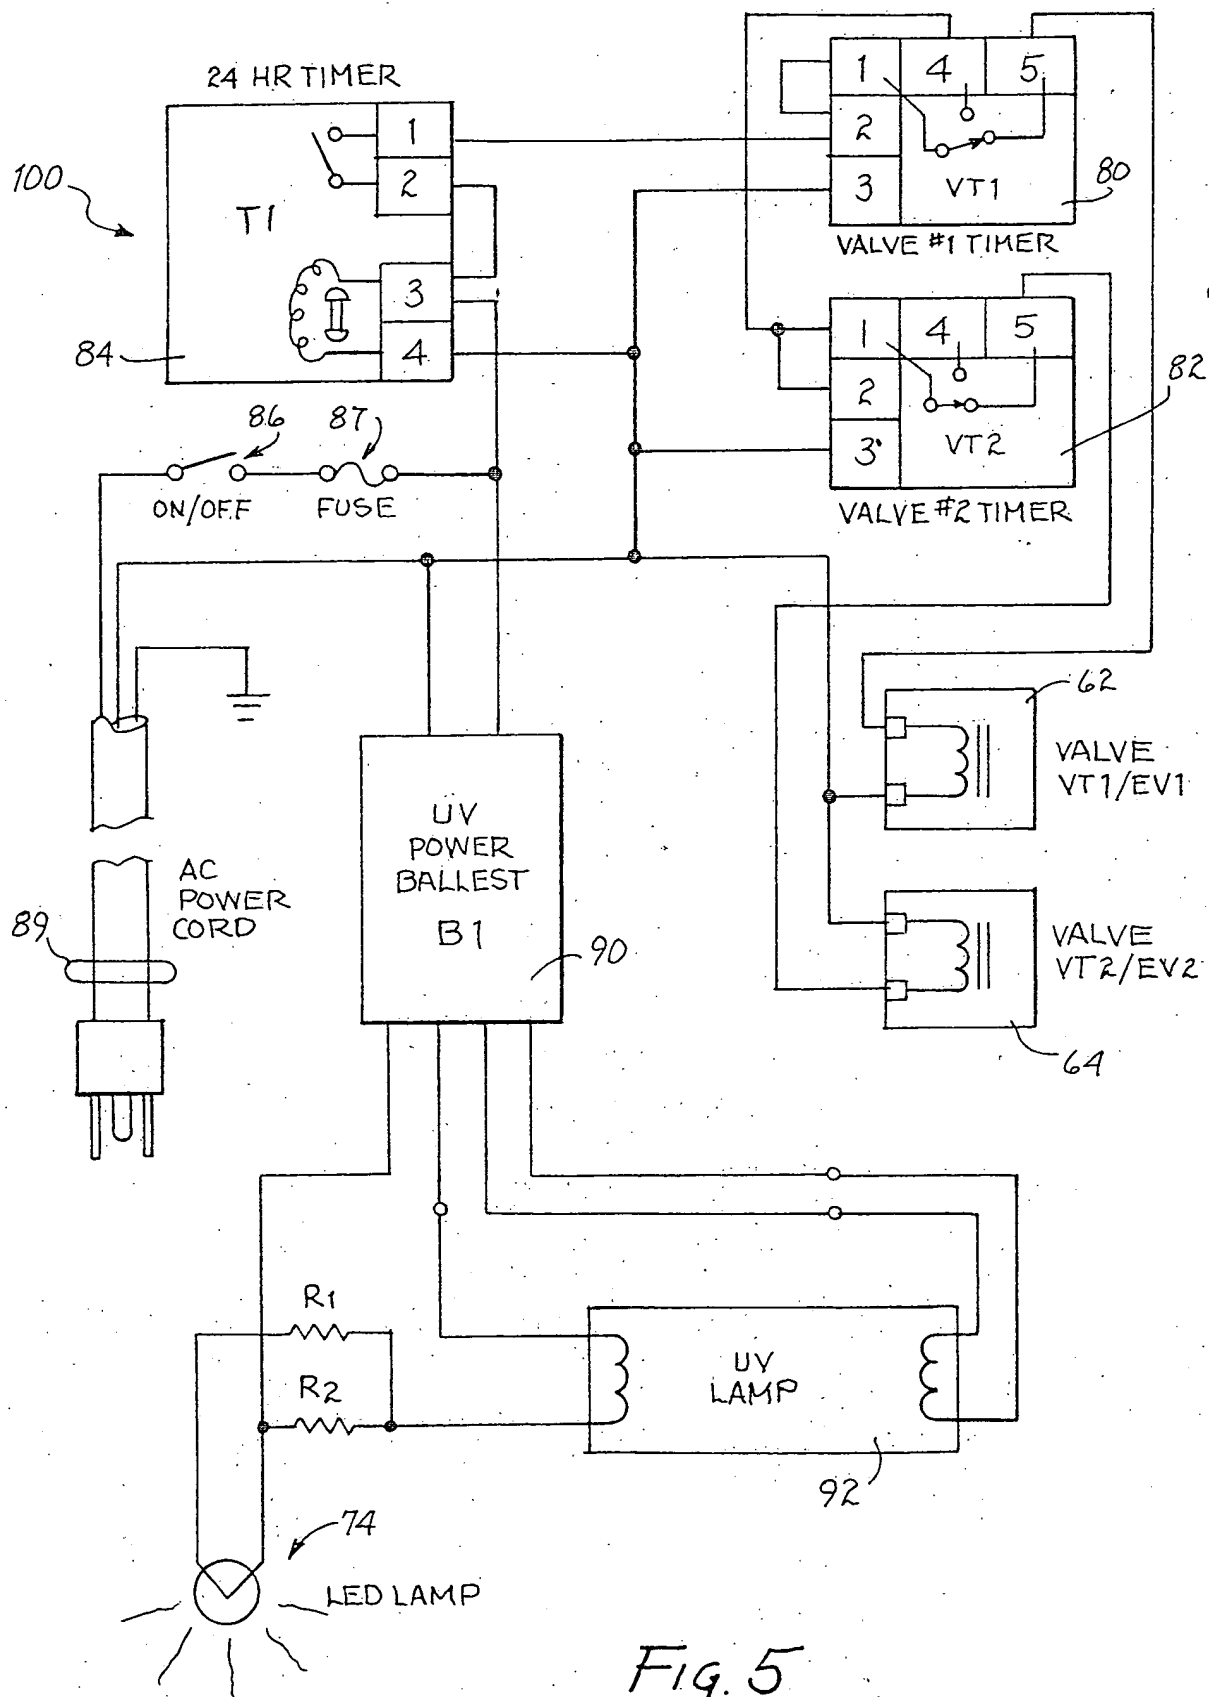 24 HR TIMER
1
2
3
4
T1
100
84
1
4
5
2
3
VT1
80
VALVE #1 TIMER
1
4
5
2
3
VT2
82
VALVE #2 TIMER
86
87
ON/OFF
FUSE
62
VALVE
VT1/EV1
UV
POWER
BALLEST
B1
90
AC
POWER
CORD
89
VALVE
VT2/EV2
64
R1
R2
UV
LAMP
92
74
LED LAMP
FIG. 5